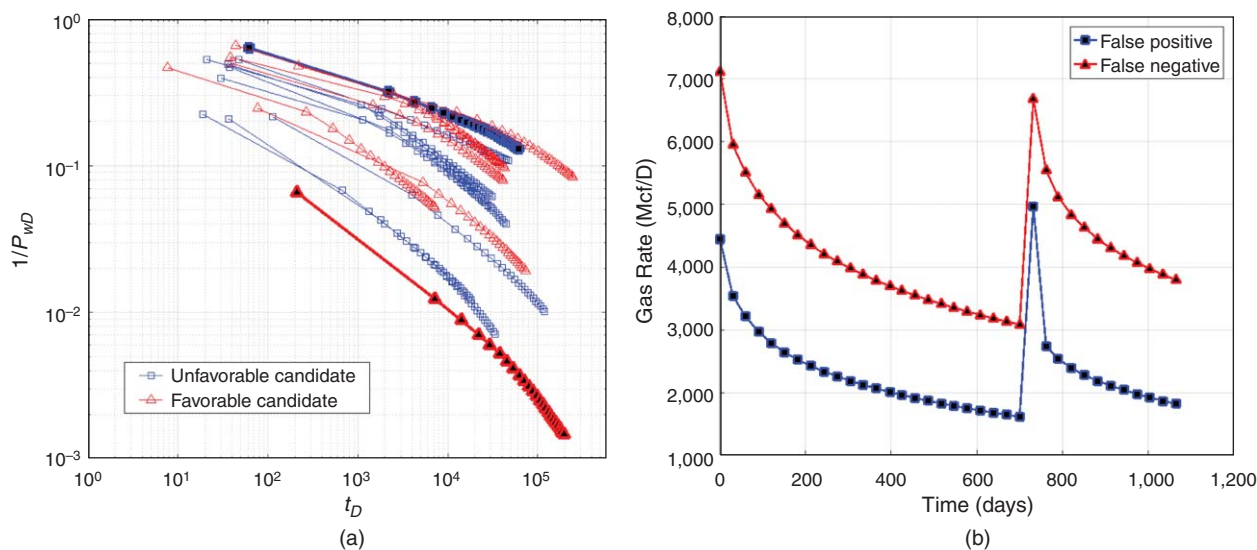 10⁰
10⁻¹
10⁻²
10⁻³
1/P_wD
Unfavorable candidate
Favorable candidate
10⁰ 10¹ 10² 10³ 10⁴ 10⁵
t_D
(a)
8,000
7,000
6,000
5,000
4,000
3,000
2,000
1,000
Gas Rate (Mcf/D)
False positive
False negative
0 200 400 600 800 1,000 1,200
Time (days)
(b)